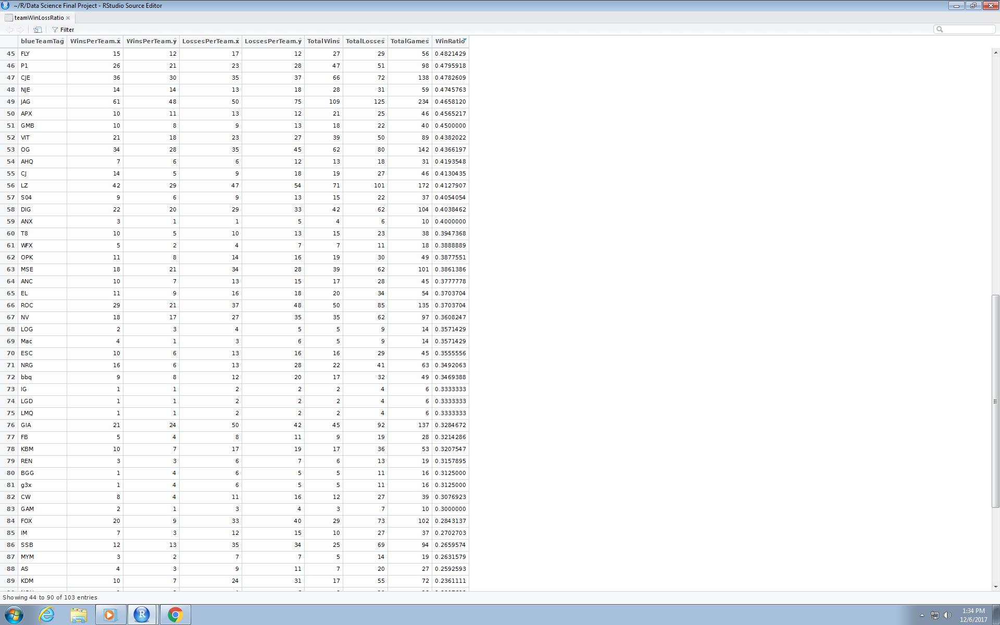 ~/R/Data Science Final Project - RStudio Source Editor
teamWinLossRatio
Filter
blueTeamTag WinsPerTeam.x WinsPerTeam.y LossesPerTeam.x LossesPerTeam.y TotalWins TotalLosses TotalGames WinRatio
45 FLY 15 12 17 12 27 29 56 0.4821429
46 P1 26 21 23 28 47 51 98 0.4795918
47 CJE 36 30 35 37 66 72 138 0.4782609
48 NJE 14 14 13 18 28 31 59 0.4745763
49 JAG 61 48 50 75 109 125 234 0.4658120
50 APX 10 11 13 12 21 25 46 0.4565217
51 GMB 10 8 9 13 18 22 40 0.4500000
52 VIT 21 18 23 27 39 50 89 0.4382022
53 OG 34 28 35 45 62 80 142 0.4366197
54 AHQ 7 6 6 12 13 18 31 0.4193548
55 CJ 14 5 9 18 19 27 46 0.4130435
56 LZ 42 29 47 54 71 101 172 0.4127907
57 S04 9 6 9 13 15 22 37 0.4054054
58 DIG 22 20 29 33 42 62 104 0.4038462
59 ANX 3 1 1 5 4 6 10 0.4000000
60 T8 10 5 10 13 15 23 38 0.3947368
61 WFX 5 2 4 7 7 11 18 0.3888889
62 OPK 11 8 14 16 19 30 49 0.3877551
63 MSE 18 21 34 28 39 62 101 0.3861386
64 ANC 10 7 13 15 17 28 45 0.3777778
65 EL 11 9 16 18 20 34 54 0.3703704
66 ROC 29 21 37 48 50 85 135 0.3703704
67 NV 18 17 27 35 35 62 97 0.3608247
68 LOG 2 3 4 5 5 9 14 0.3571429
69 Mac 4 1 3 6 5 9 14 0.3571429
70 ESC 10 6 13 16 16 29 45 0.3555556
71 NRG 16 6 13 28 22 41 63 0.3492063
72 bbq 9 8 12 20 17 32 49 0.3469388
73 IG 1 1 2 2 2 4 6 0.3333333
74 LGD 1 1 2 2 2 4 6 0.3333333
75 LMQ 1 1 2 2 2 4 6 0.3333333
76 GIA 21 24 50 42 45 92 137 0.3284672
77 FB 5 4 8 11 9 19 28 0.3214286
78 KBM 10 7 17 19 17 36 53 0.3207547
79 REN 3 3 6 7 6 13 19 0.3157895
80 BGG 1 4 6 5 5 11 16 0.3125000
81 g3x 1 4 6 5 5 11 16 0.3125000
82 CW 8 4 11 16 12 27 39 0.3076923
83 GAM 2 1 3 4 3 7 10 0.3000000
84 FOX 20 9 33 40 29 73 102 0.2843137
85 IM 7 3 12 15 10 27 37 0.2702703
86 SSB 12 13 35 34 25 69 94 0.2659574
87 MYM 3 2 7 7 5 14 19 0.2631579
88 AS 4 3 9 11 7 20 27 0.2592593
89 KDM 10 7 24 31 17 55 72 0.2361111
Showing 44 to 90 of 103 entries
1:34 PM
12/6/2017